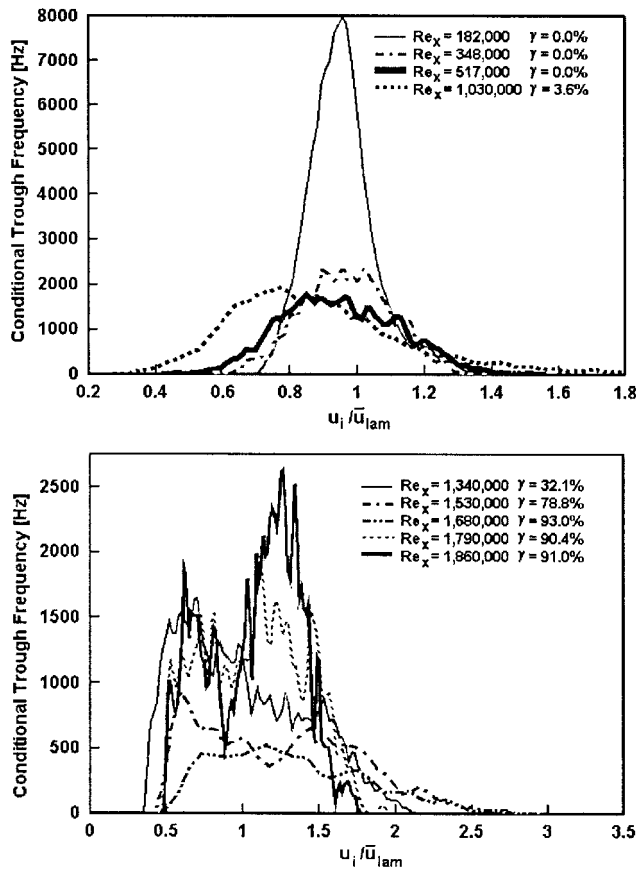 Conditional Trough Frequency [Hz]
8000
7000
6000
5000
4000
3000
2000
1000
0
Re_X = 182,000 γ = 0.0%
Re_X = 348,000 γ = 0.0%
Re_X = 517,000 γ = 0.0%
Re_X = 1,030,000 γ = 3.6%
0.2 0.4 0.6 0.8 1 1.2 1.4 1.6 1.8
u_i /ū_lam
Conditional Trough Frequency [Hz]
2500
2000
1500
1000
500
0
Re_X = 1,340,000 γ = 32.1%
Re_X = 1,530,000 γ = 78.8%
Re_X = 1,680,000 γ = 93.0%
Re_X = 1,790,000 γ = 90.4%
Re_X = 1,860,000 γ = 91.0%
0 0.5 1 1.5 2 2.5 3 3.5
u_i /ū_lam